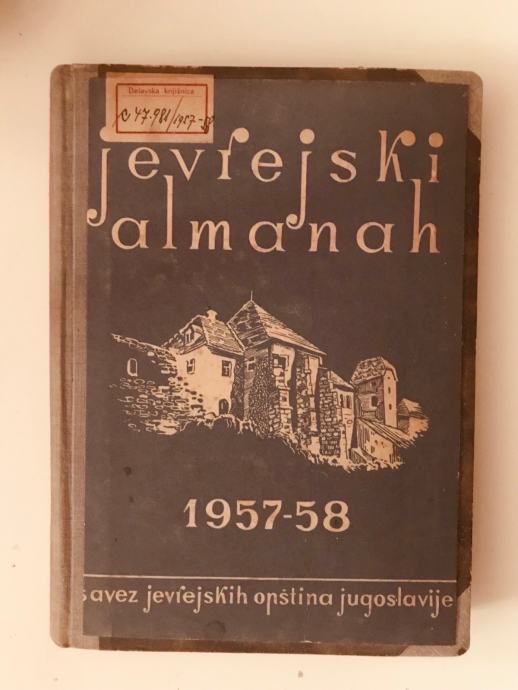 Delavska knjižnica
C 47.981/1957-58
jevrejski
almanah
1957-58
savez jevrejskih opština jugoslavije